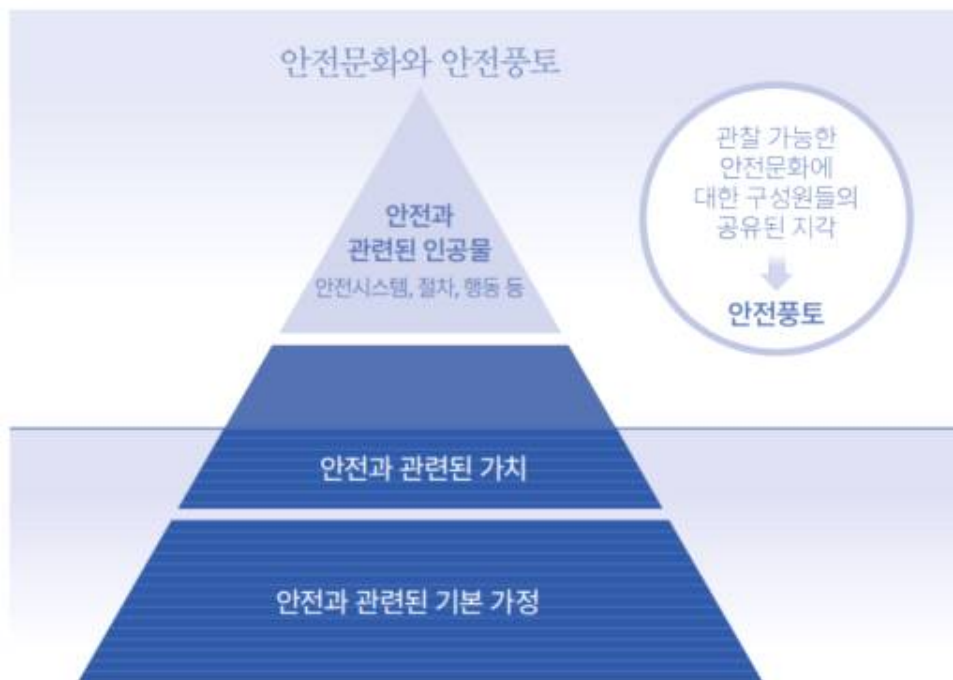 안전문화와 안전풍토
안전과
관련된 인공물
안전시스템, 절차, 행동 등
관찰 가능한
안전문화에
대한 구성원들의
공유된 지각
안전풍토
안전과 관련된 가치
안전과 관련된 기본 가정